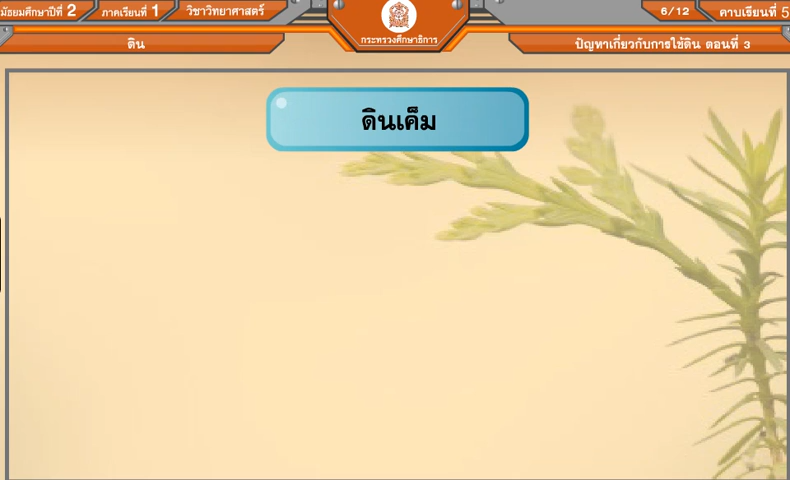 มัธยมศึกษาปีที่ 2 ภาคเรียนที่ 1 วิชาวิทยาศาสตร์
กระทรวงศึกษาธิการ
6/12 คาบเรียนที่ 5
ดิน
ปัญหาเกี่ยวกับการใช้ดิน ตอนที่ 3
ดินเค็ม